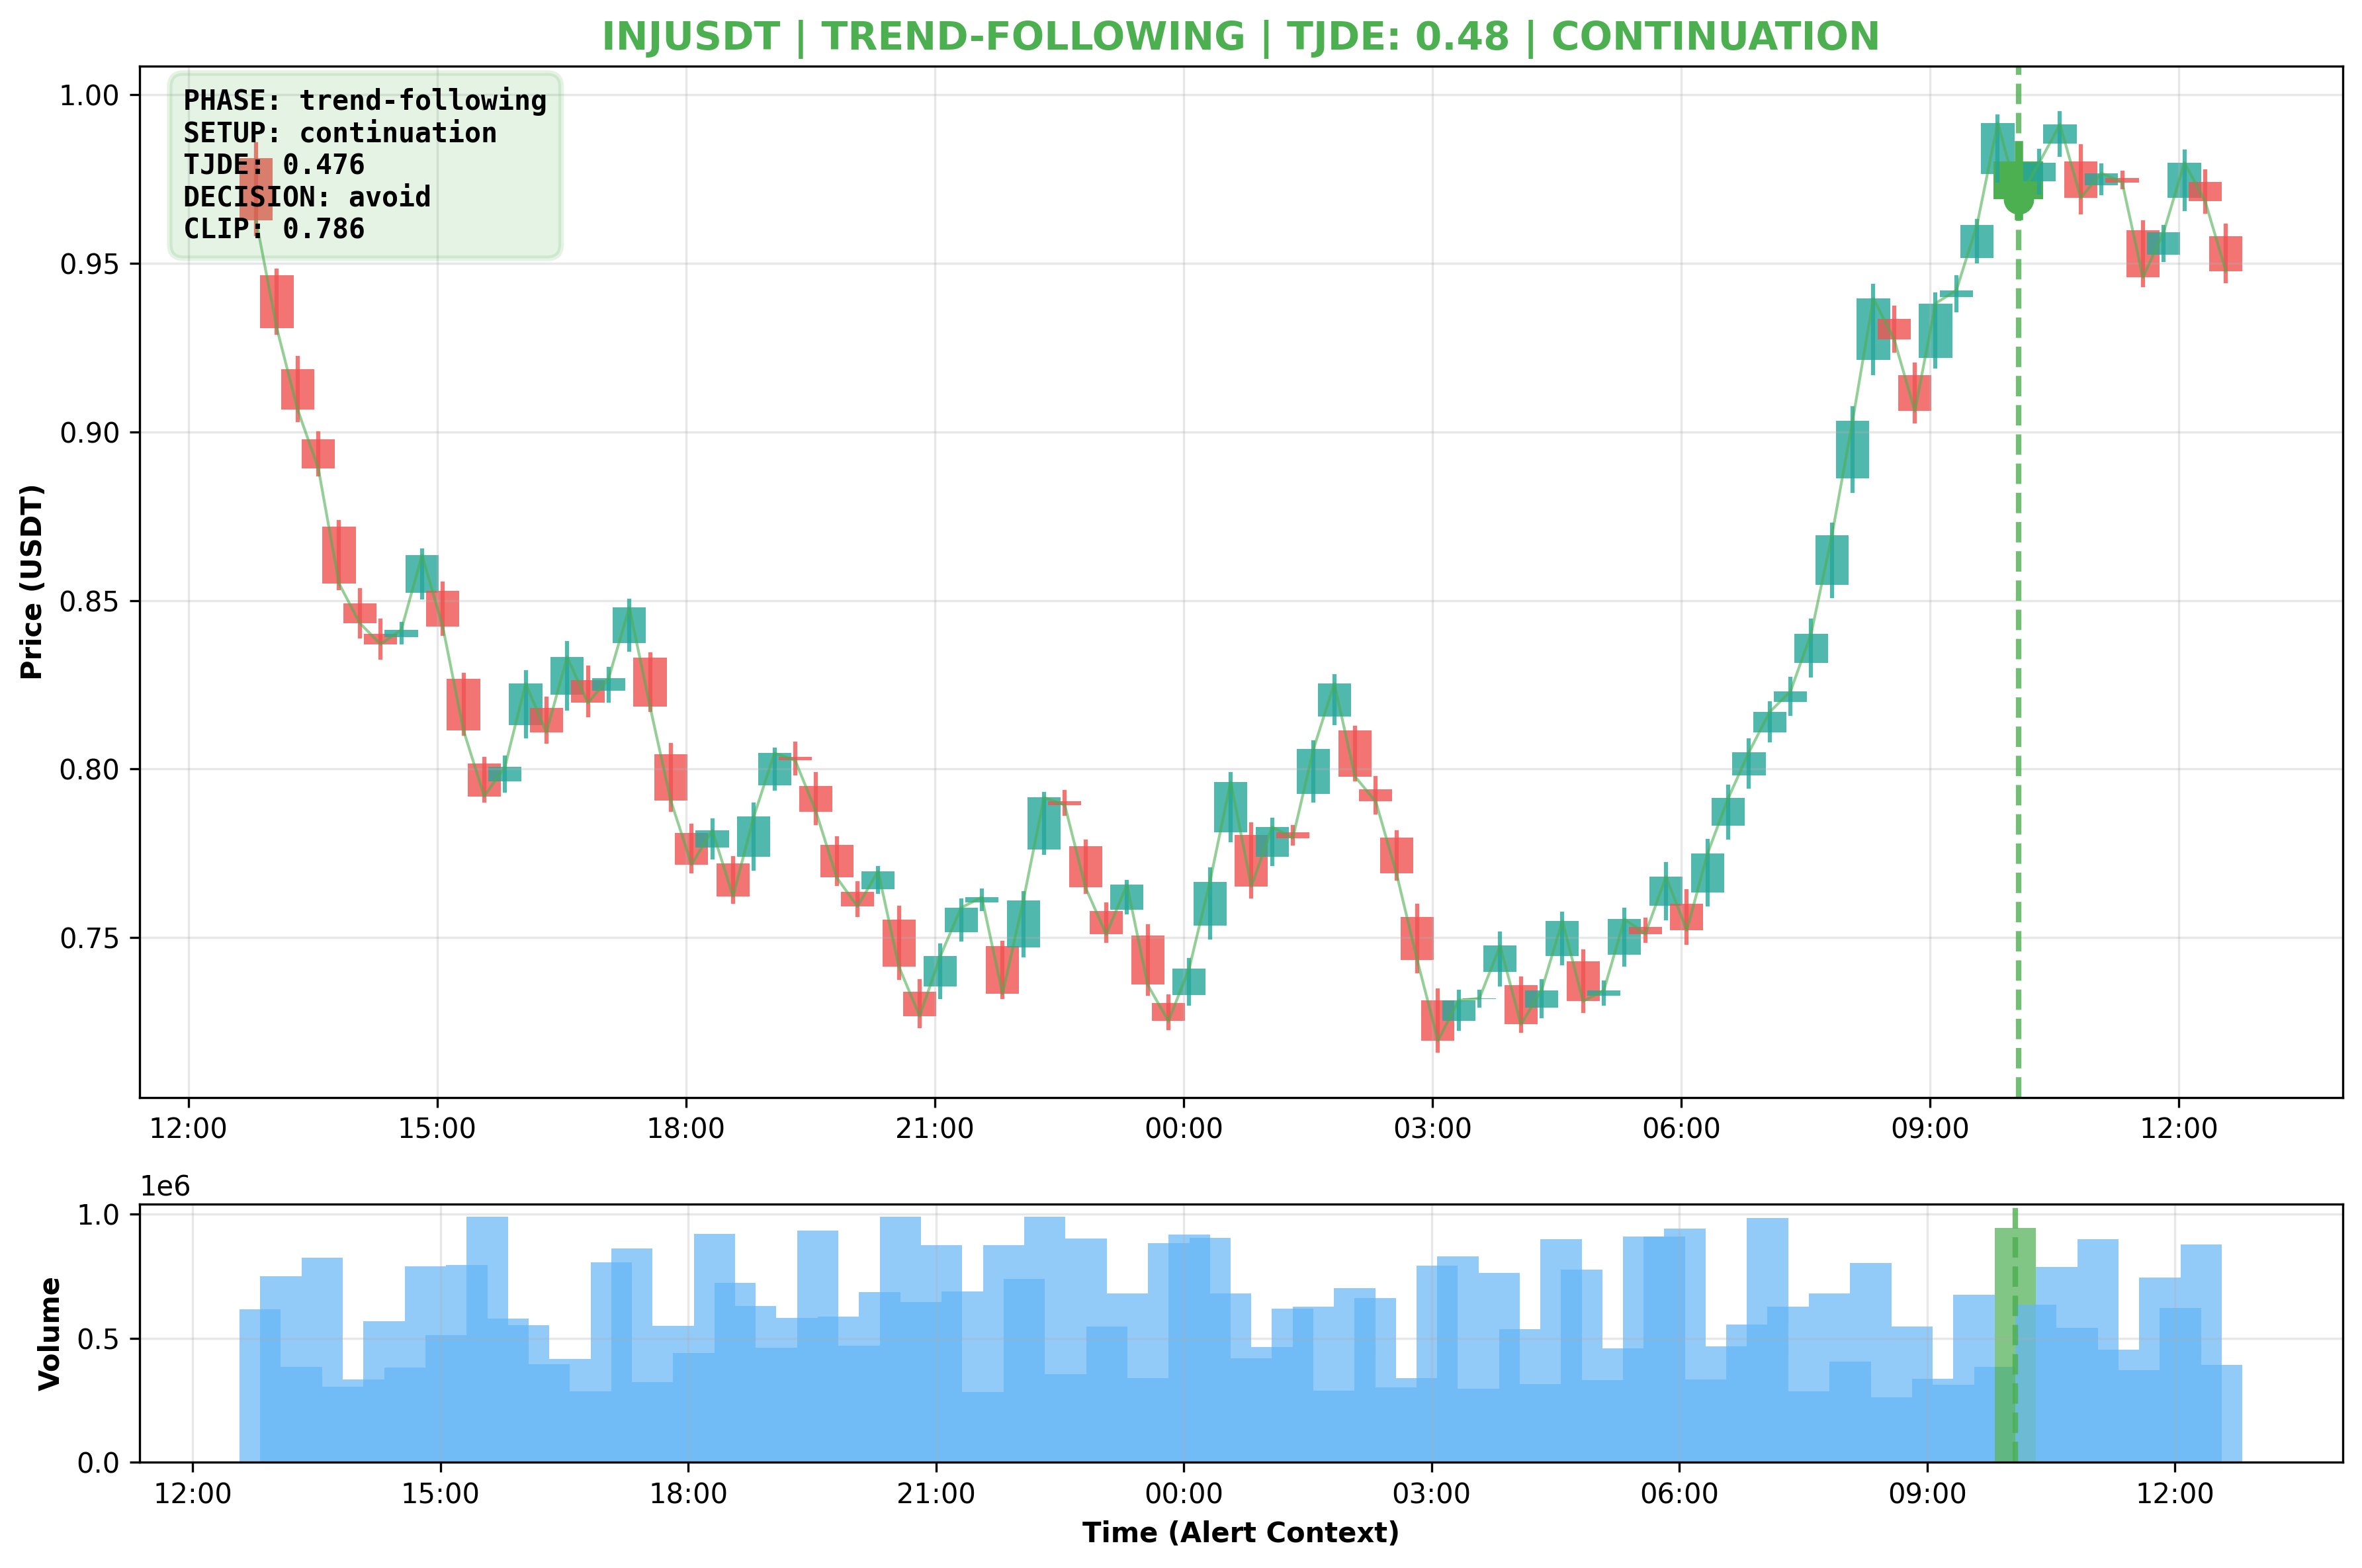 INJUSDT | TREND-FOLLOWING | TJDE: 0.48 | CONTINUATION
PHASE: trend-following
SETUP: continuation
TJDE: 0.476
DECISION: avoid
CLIP: 0.786
Price (USDT)
1.00
0.95
0.90
0.85
0.80
0.75
12:00 15:00 18:00 21:00 00:00 03:00 06:00 09:00 12:00
1e6
Volume
1.0
0.5
0.0
12:00 15:00 18:00 21:00 00:00 03:00 06:00 09:00 12:00
Time (Alert Context)